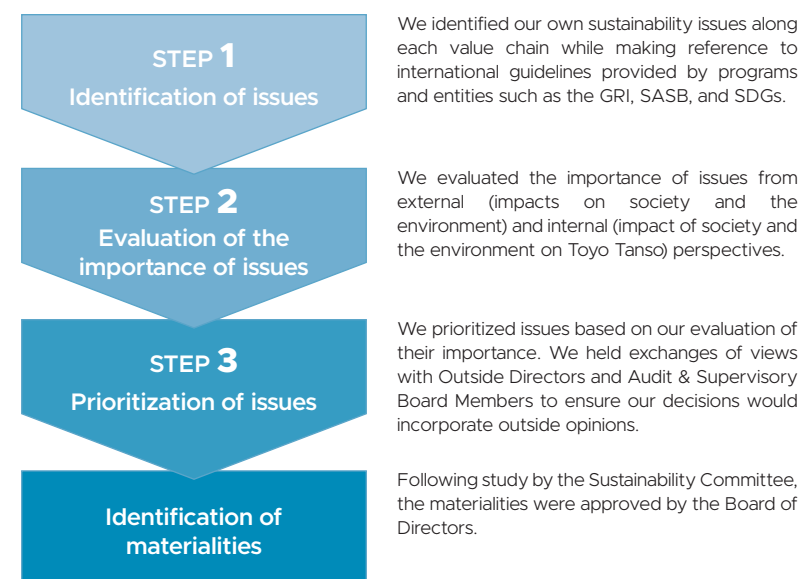 STEP 1
Identification of issues
We identified our own sustainability issues along
each value chain while making reference to
international guidelines provided by programs
and entities such as the GRI, SASB, and SDGs.
STEP 2
Evaluation of the
importance of issues
We evaluated the importance of issues from
external (impacts on society and the
environment) and internal (impact of society and
the environment on Toyo Tanso) perspectives.
STEP 3
Prioritization of issues
We prioritized issues based on our evaluation of
their importance. We held exchanges of views
with Outside Directors and Audit & Supervisory
Board Members to ensure our decisions would
incorporate outside opinions.
Identification of
materialities
Following study by the Sustainability Committee,
the materialities were approved by the Board of
Directors.